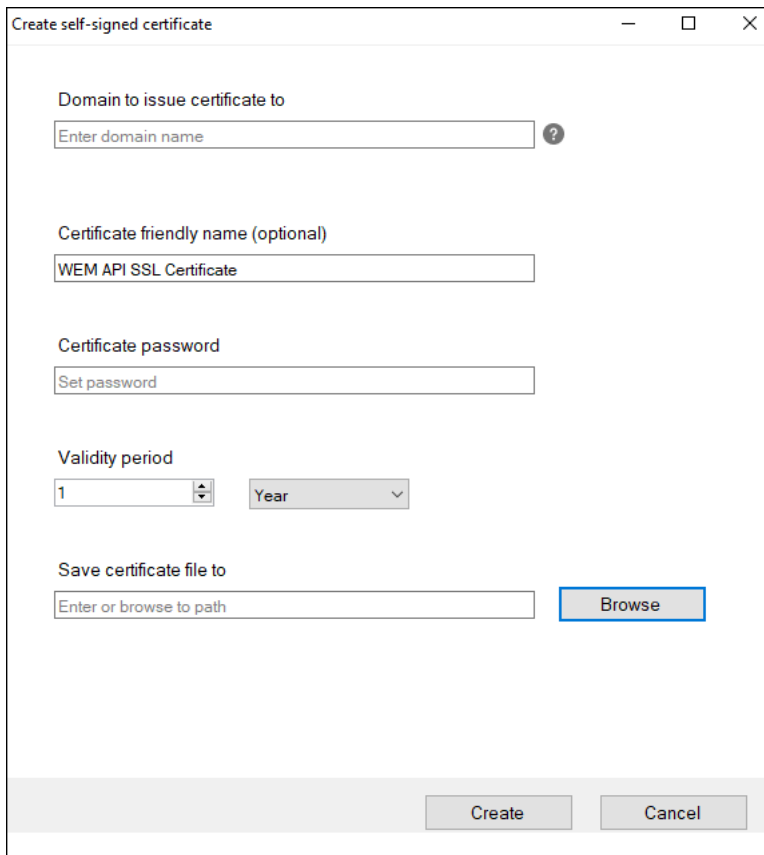 Create self-signed certificate
Domain to issue certificate to
Enter domain name
?
Certificate friendly name (optional)
WEM API SSL Certificate
Certificate password
Set password
Validity period
1
Year
Save certificate file to
Enter or browse to path
Browse
Create
Cancel